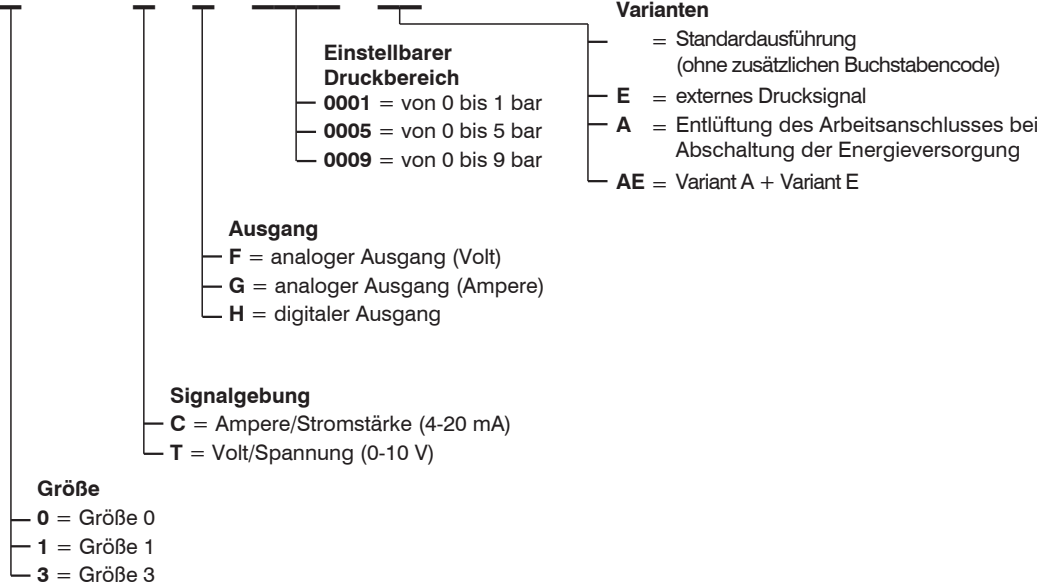 Varianten
= Standardausführung
(ohne zusätzlichen Buchstabencode)
E = externes Drucksignal
A = Entlüftung des Arbeitsanschlusses bei
Abschaltung der Energieversorgung
AE = Variant A + Variant E
Einstellbarer
Druckbereich
0001 = von 0 bis 1 bar
0005 = von 0 bis 5 bar
0009 = von 0 bis 9 bar
Ausgang
F = analoger Ausgang (Volt)
G = analoger Ausgang (Ampere)
H = digitaler Ausgang
Signalgebung
C = Ampere/Stromstärke (4-20 mA)
T = Volt/Spannung (0-10 V)
Größe
0 = Größe 0
1 = Größe 1
3 = Größe 3